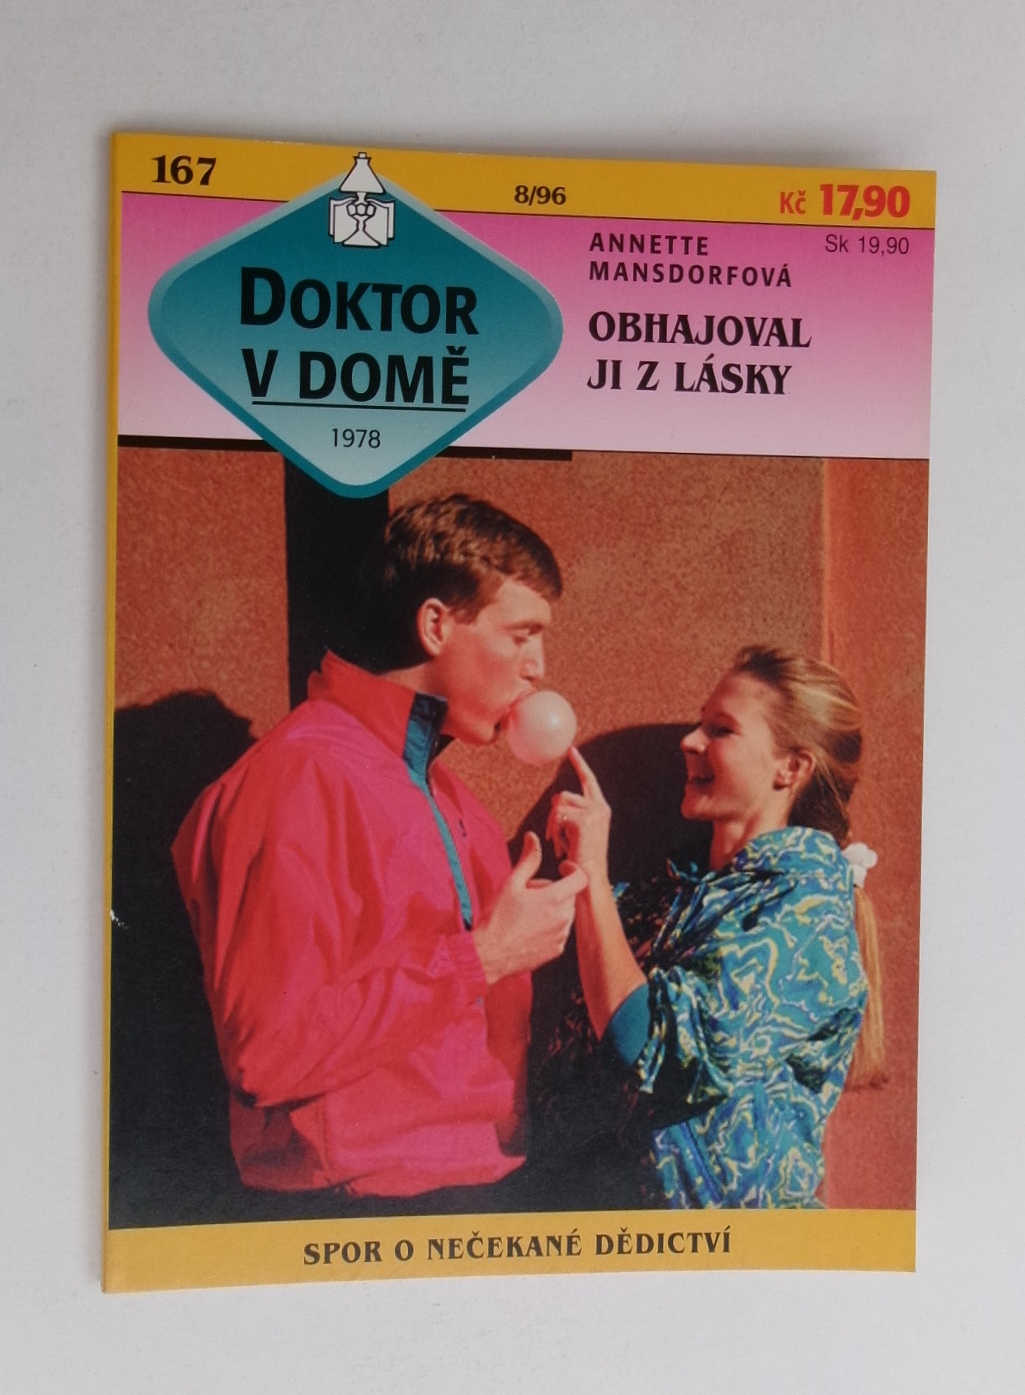 167
8/96
Kč 17,90
Sk 19,90
DOKTOR
V DOMĚ
1978
ANNETTE
MANSDORFOVÁ
OBHAJOVAL
JI Z LÁSKY
SPOR O NEČEKANÉ DĚDICTVÍ